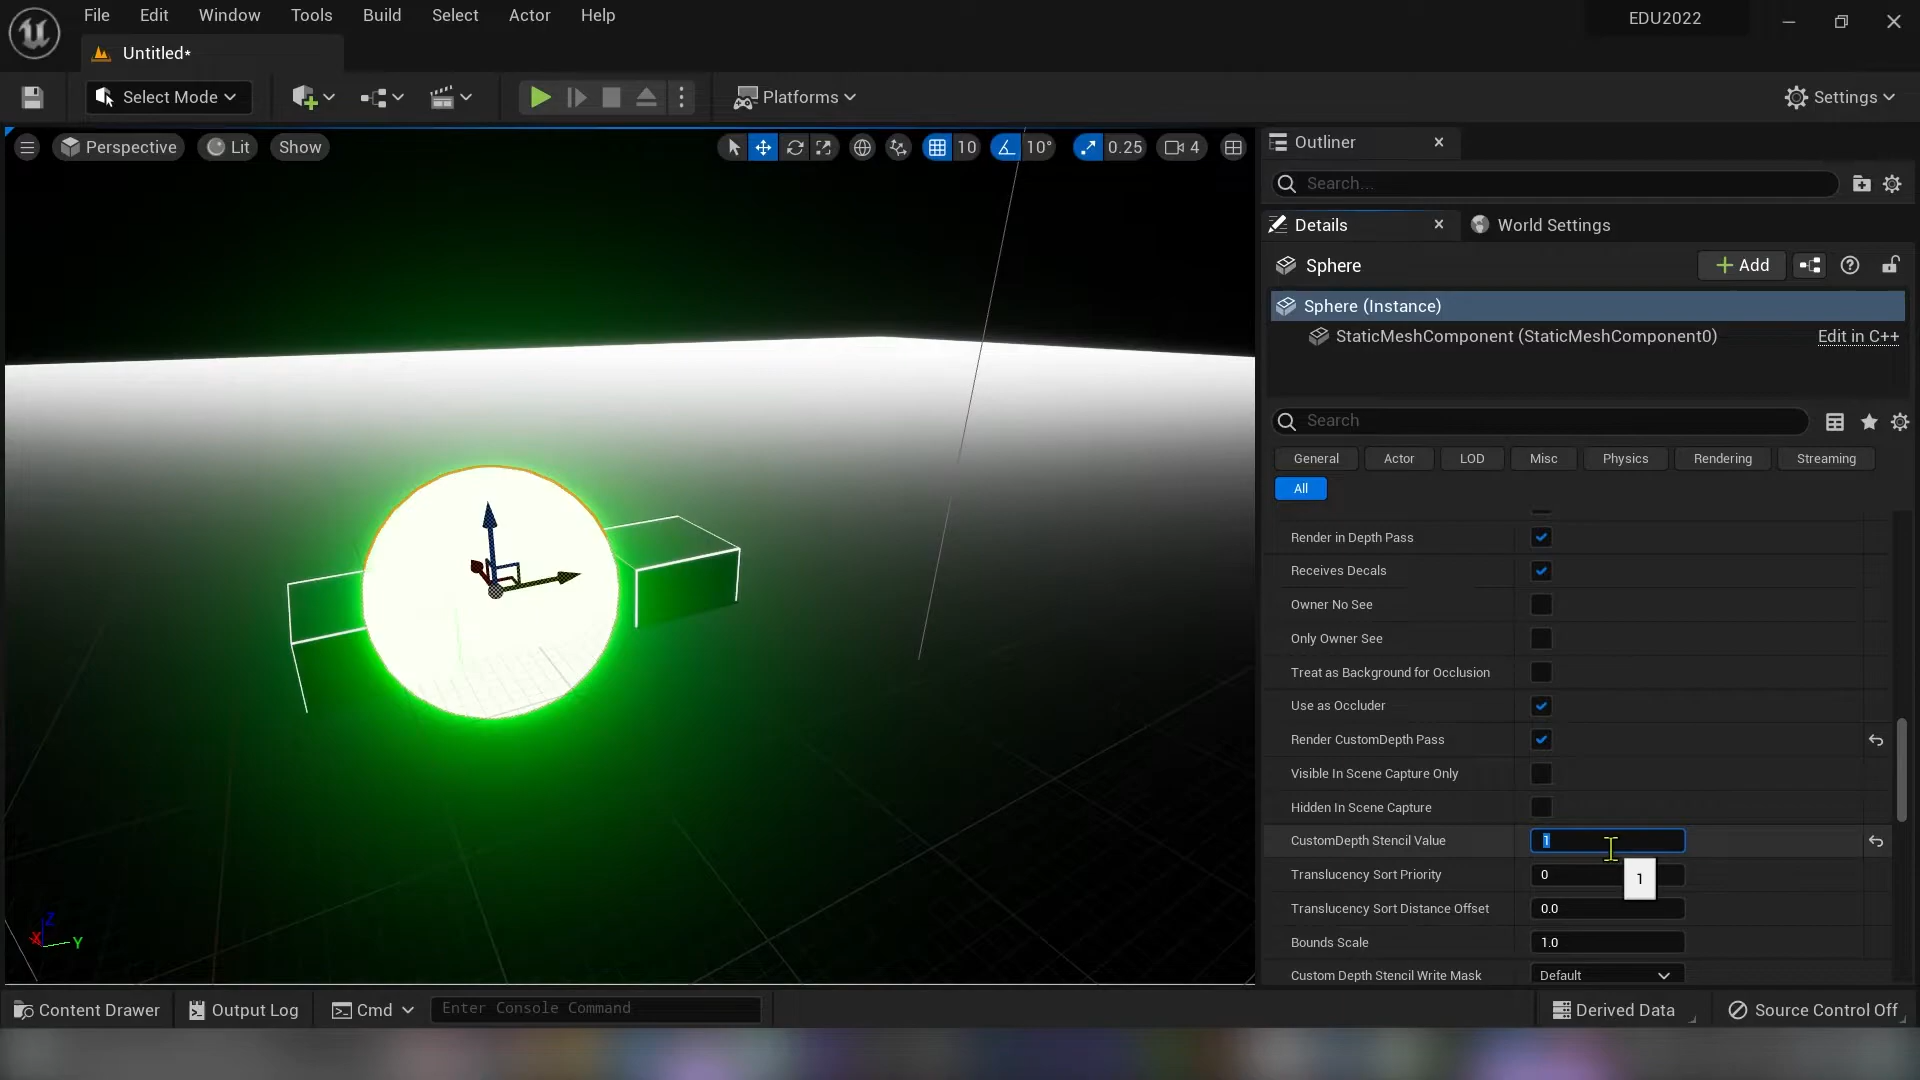 File Edit Window Tools Build Select Actor Help
EDU2022
Untitled*
Select Mode
Platforms
Settings
Perspective Lit Show
10 10° 0.25 4
Outliner
Search...
Details World Settings
Sphere
Add
Sphere (Instance)
StaticMeshComponent (StaticMeshComponent0) Edit in C++
Search
General Actor LOD Misc Physics Rendering Streaming
All
Render in Depth Pass
Receives Decals
Owner No See
Only Owner See
Treat as Background for Occlusion
Use as Occluder
Render CustomDepth Pass
Visible In Scene Capture Only
Hidden In Scene Capture
CustomDepth Stencil Value 1
Translucency Sort Priority 0
1
Translucency Sort Distance Offset 0.0
Bounds Scale 1.0
Custom Depth Stencil Write Mask Default
Z
X Y
Content Drawer Output Log Cmd Enter Console Command Derived Data Source Control Off